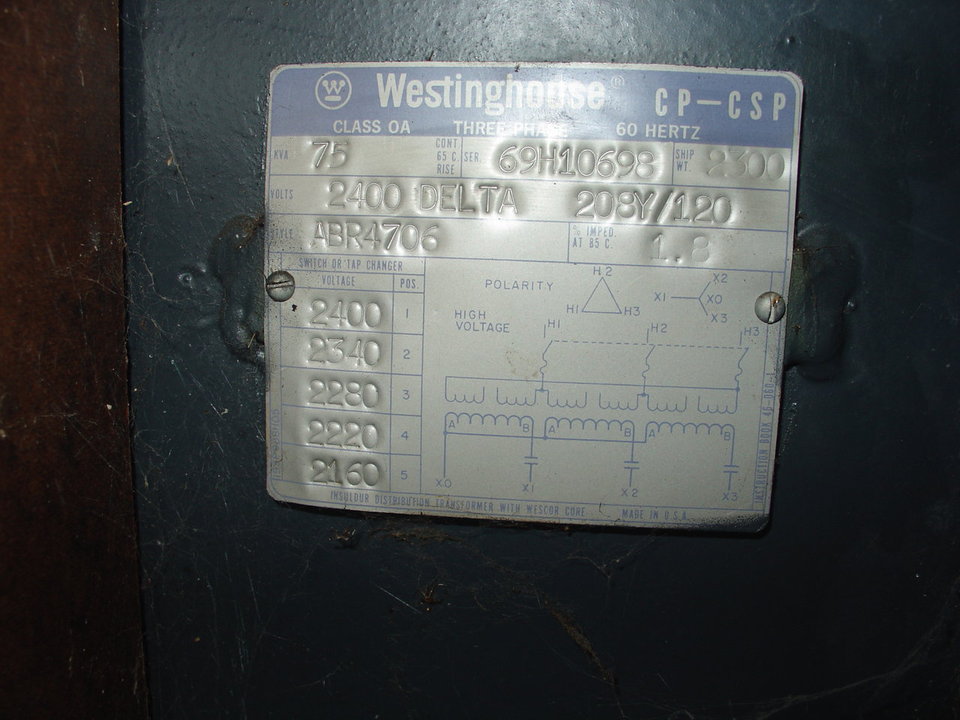 W Westinghouse ® CP-CSP
CLASS OA THREE PHASE 60 HERTZ
KVA 75 CONT 65 C. RISE SER. 69H10698 SHIP WT. 2300
VOLTS 2400 DELTA 208Y/120
STYLE ABR4706 % IMPED. AT 85 C. 1.8
SWITCH OR TAP CHANGER
VOLTAGE POS.
2400 1
2340 2
2280 3
2220 4
2160 5
POLARITY
H2
H1 H3
X2
X1 X0
X3
HIGH
VOLTAGE
H1 H2 H3
A B A B A B
X0 X1 X2 X3
INSULDUR DISTRIBUTION TRANSFORMER WITH WESCOR CORE MADE IN U.S.A.
INSTRUCTION BOOK